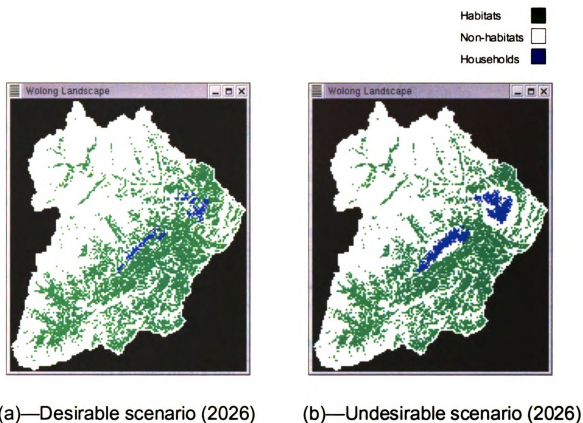 Habitats
Non-habitats
Households
Wolong Landscape
Wolong Landscape
(a)—Desirable scenario (2026)
(b)—Undesirable scenario (2026)